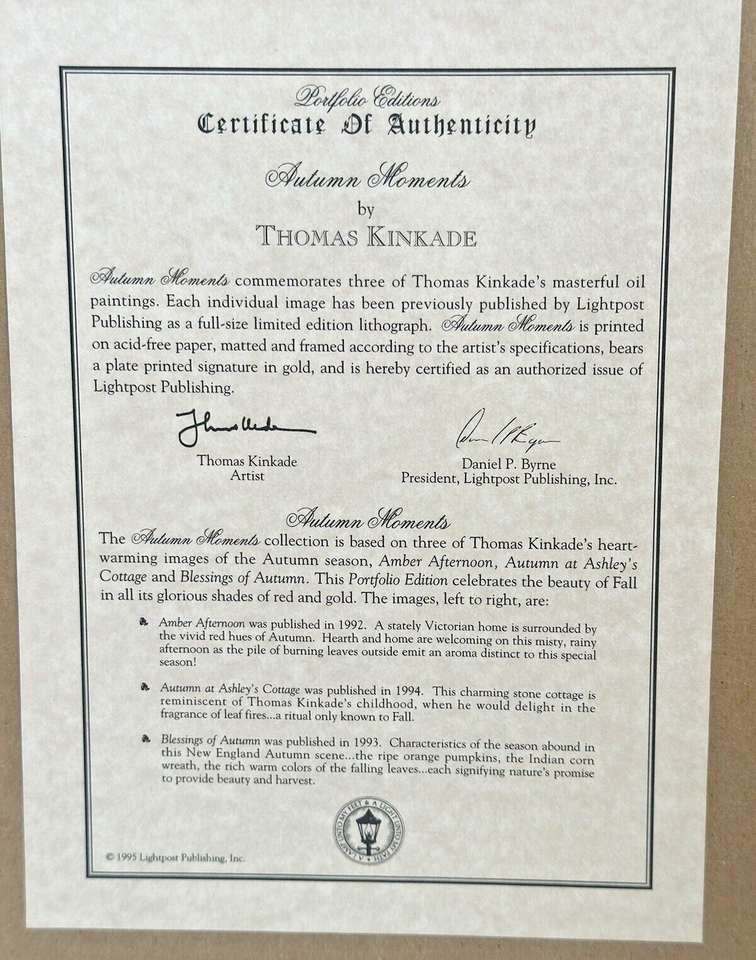 Portfolio Editions
Certificate Of Authenticity
Autumn Moments
by
THOMAS KINKADE
Autumn Moments commemorates three of Thomas Kinkade's masterful oil
paintings. Each individual image has been previously published by Lightpost
Publishing as a full-size limited edition lithograph. Autumn Moments is printed
on acid-free paper, matted and framed according to the artist's specifications, bears
a plate printed signature in gold, and is hereby certified as an authorized issue of
Lightpost Publishing.
Thomas Kinkade
Artist
Daniel P. Byrne
President, Lightpost Publishing, Inc.
Autumn Moments
The Autumn Moments collection is based on three of Thomas Kinkade's heart-
warming images of the Autumn season, Amber Afternoon, Autumn at Ashley's
Cottage and Blessings of Autumn. This Portfolio Edition celebrates the beauty of Fall
in all its glorious shades of red and gold. The images, left to right, are:
Amber Afternoon was published in 1992. A stately Victorian home is surrounded by
the vivid red hues of Autumn. Hearth and home are welcoming on this misty, rainy
afternoon as the pile of burning leaves outside emit an aroma distinct to this special
season!
Autumn at Ashley's Cottage was published in 1994. This charming stone cottage is
reminiscent of Thomas Kinkade's childhood, when he would delight in the
fragrance of leaf fires...a ritual only known to Fall.
Blessings of Autumn was published in 1993. Characteristics of the season abound in
this New England Autumn scene...the ripe orange pumpkins, the Indian corn
wreath, the rich warm colors of the falling leaves...each signifying nature's promise
to provide beauty and harvest.
A LAMP UNTO MY FEET & A LIGHT UNTO MY PATH
© 1995 Lightpost Publishing, Inc.